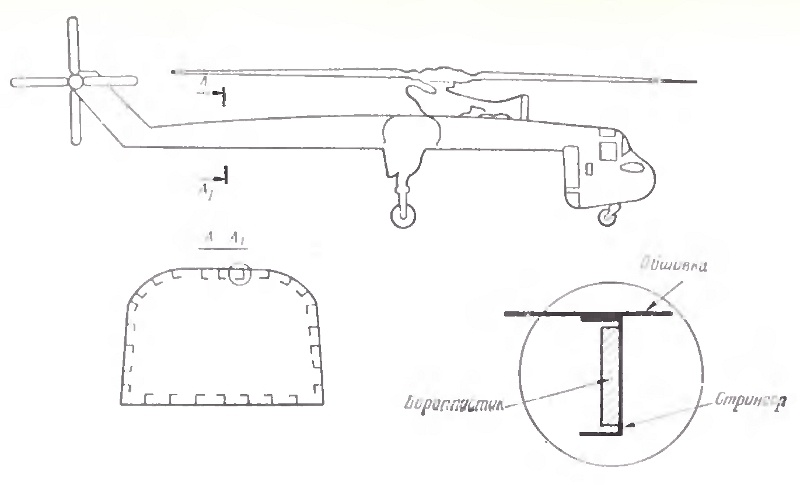 А
А₁
А А₁
Обшивка
Боропластик
Стрингер